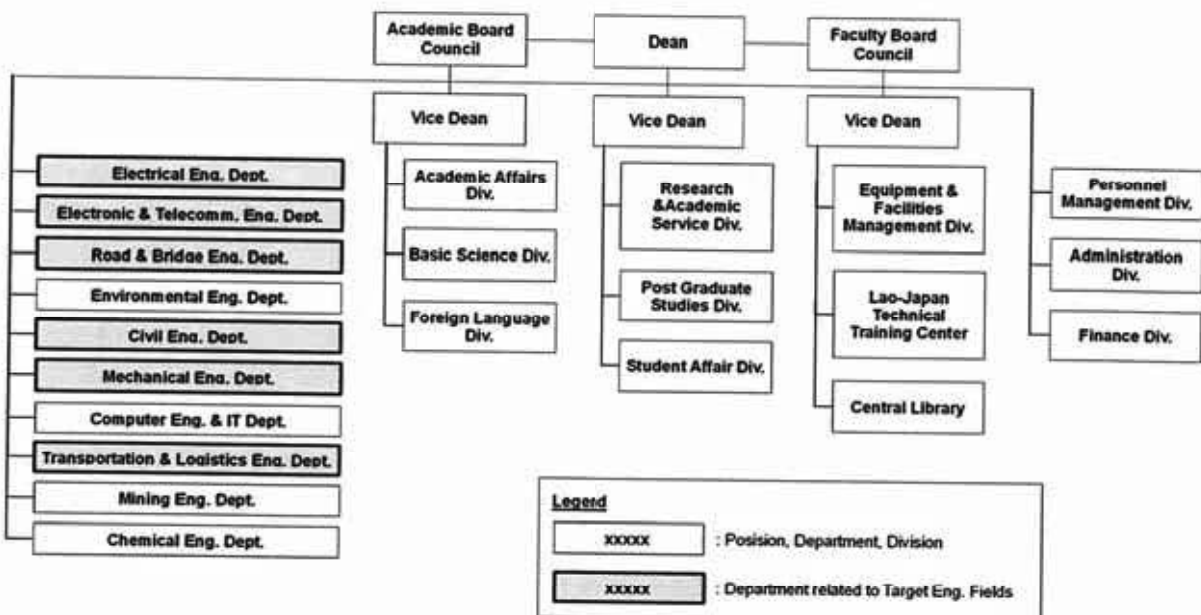 Academic Board
Council
Dean
Faculty Board
Council
Vice Dean
Vice Dean
Vice Dean
Electrical Eng. Dept.
Electronic & Telecomm. Eng. Dept.
Road & Bridge Eng. Dept.
Environmental Eng. Dept.
Civil Eng. Dept.
Mechanical Eng. Dept.
Computer Eng. & IT Dept.
Transportation & Logistics Eng. Dept.
Mining Eng. Dept.
Chemical Eng. Dept.
Academic Affairs
Div.
Basic Science Div.
Foreign Language
Div.
Research
&Academic
Service Div.
Post Graduate
Studies Div.
Student Affair Div.
Equipment &
Facilities
Management Div.
Lao-Japan
Technical
Training Center
Central Library
Personnel
Management Div.
Administration
Div.
Finance Div.
Legend
xxxxx
: Posision, Department, Division
xxxxx
: Department related to Target Eng. Fields